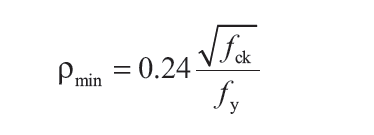 ρ_min = 0.24 √f_ck / f_y